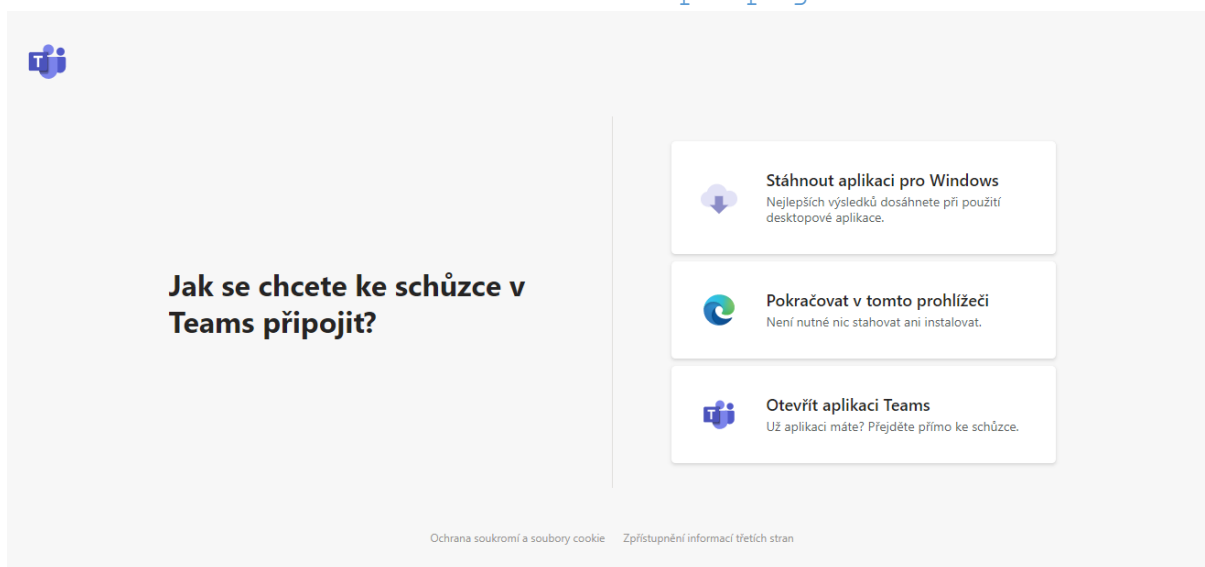 Stáhnout aplikaci pro Windows
Nejlepších výsledků dosáhnete při použití
desktopové aplikace.
Jak se chcete ke schůzce v
Teams připojit?
Pokračovat v tomto prohlížeči
Není nutné nic stahovat ani instalovat.
Otevřít aplikaci Teams
Už aplikaci máte? Přejděte přímo ke schůzce.
Ochrana soukromí a soubory cookie Zpřístupnění informací třetích stran